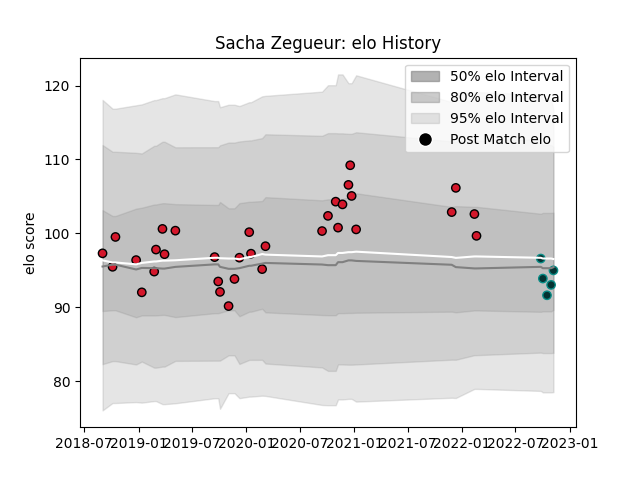 Sacha Zegueur: elo History
elo score
120
110
100
90
80
50% elo Interval
80% elo Interval
95% elo Interval
Post Match elo
2018-07 2019-01 2019-07 2020-01 2020-07 2021-01 2021-07 2022-01 2022-07 2023-01